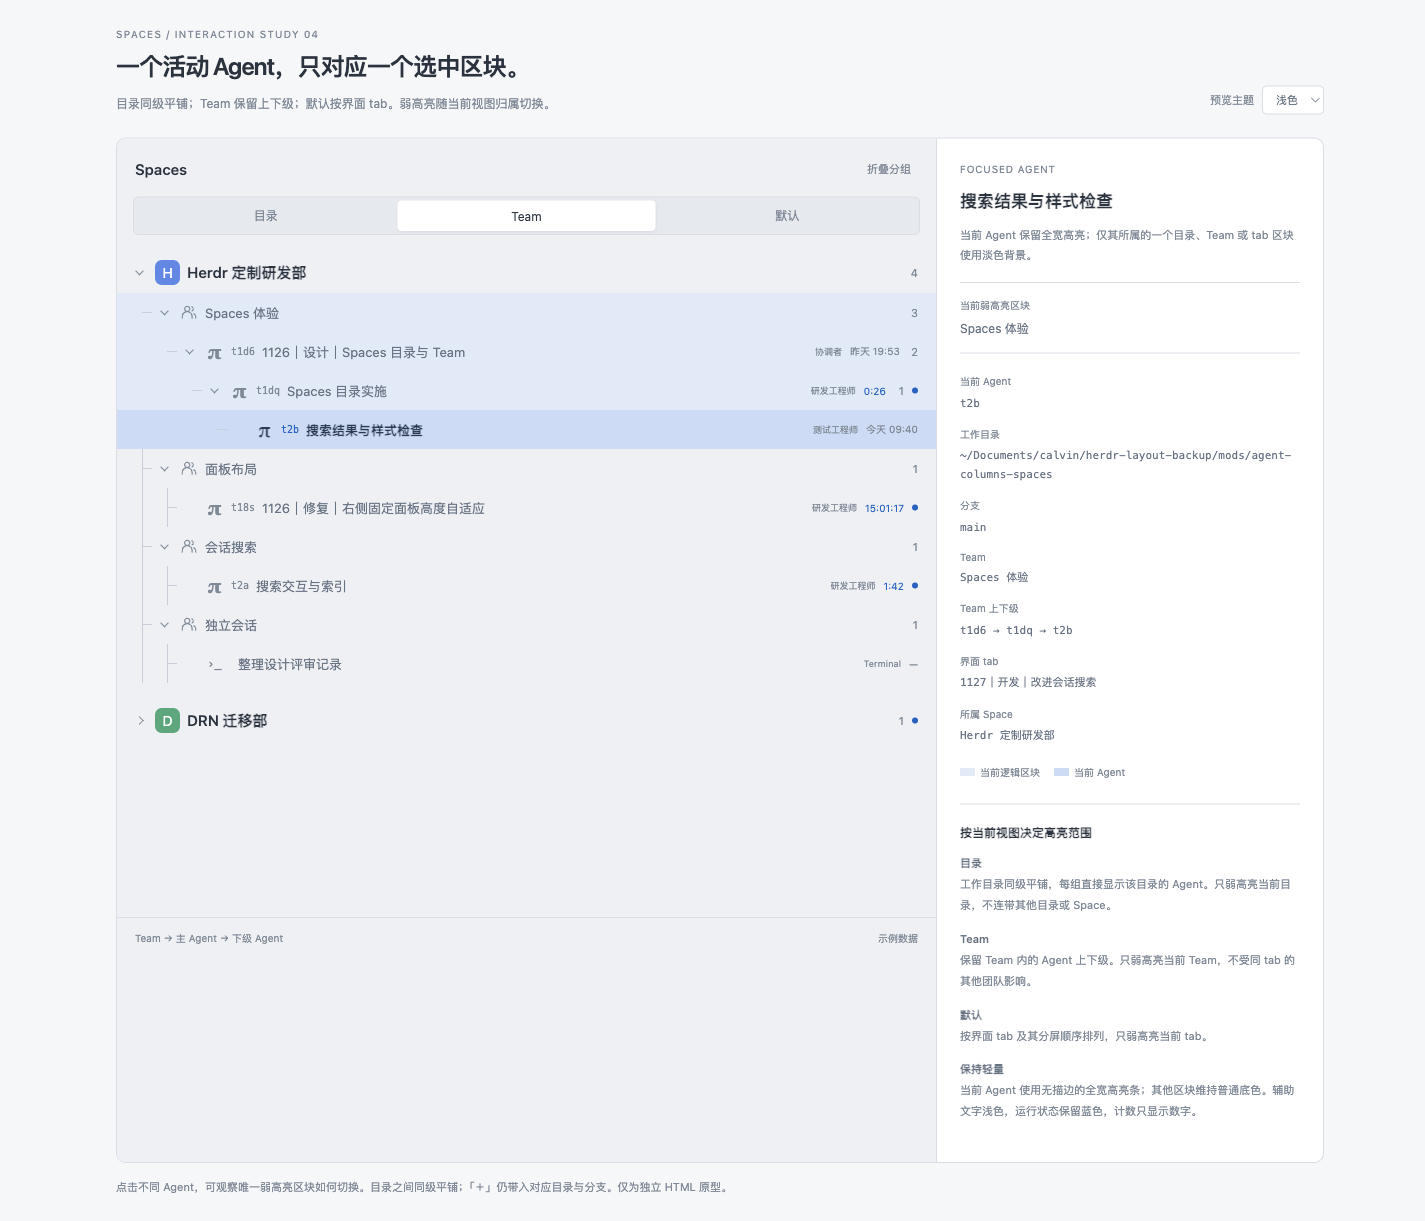 SPACES / INTERACTION STUDY 04
一个活动 Agent，只对应一个选中区块。
目录同级平铺；Team 保留上下级；默认按界面 tab。弱高亮随当前视图归属切换。
预览主题 浅色
Spaces 折叠分组
目录 Team 默认
H Herdr 定制研发部 4
Spaces 体验 3
π t1d6 1126｜设计｜Spaces 目录与 Team 协调者 昨天 19:53 2
π t1dq Spaces 目录实施 研发工程师 0:26 1
π t2b 搜索结果与样式检查 测试工程师 今天 09:40
面板布局 1
π t18s 1126｜修复｜右侧固定面板高度自适应 研发工程师 15:01:17
会话搜索 1
π t2a 搜索交互与索引 研发工程师 1:42
独立会话 1
›_ 整理设计评审记录 Terminal —
D DRN 迁移部 1
Team → 主 Agent → 下级 Agent 示例数据
FOCUSED AGENT
搜索结果与样式检查
当前 Agent 保留全宽高亮；仅其所属的一个目录、Team 或 tab 区块
使用淡色背景。
当前弱高亮区块
Spaces 体验
当前 Agent
t2b
工作目录
~/Documents/calvin/herdr-layout-backup/mods/agent-
columns-spaces
分支
main
Team
Spaces 体验
Team 上下级
t1d6 → t1dq → t2b
界面 tab
1127｜开发｜改进会话搜索
所属 Space
Herdr 定制研发部
当前逻辑区块 当前 Agent
按当前视图决定高亮范围
目录
工作目录同级平铺，每组直接显示该目录的 Agent。只弱高亮当前目
录，不连带其他目录或 Space。
Team
保留 Team 内的 Agent 上下级。只弱高亮当前 Team，不受同 tab 的
其他团队影响。
默认
按界面 tab 及其分屏顺序排列，只弱高亮当前 tab。
保持轻量
当前 Agent 使用无描边的全宽高亮条；其他区块维持普通底色。辅助
文字浅色，运行状态保留蓝色，计数只显示数字。
点击不同 Agent，可观察唯一弱高亮区块如何切换。目录之间同级平铺；「＋」仍带入对应目录与分支。仅为独立 HTML 原型。